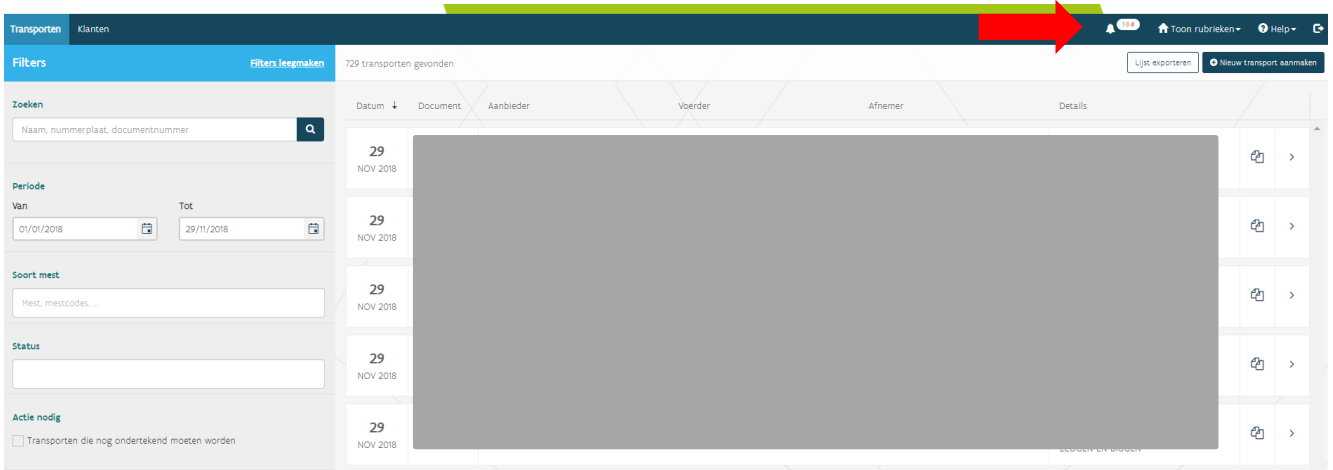 Transporten Klanten 184 Toon rubrieken Help
Filters Filters leegmaken 729 transporten gevonden Lijst exporteren Nieuw transport aanmaken
Zoeken
Naam, nummerplaat, documentnummer
Datum Document Aanbieder Voerder Afnemer Details
29
NOV 2018
Periode
Van Tot
01/01/2018 29/11/2018
29
NOV 2018
Soort mest
Mest, mestcodes, ...
29
NOV 2018
Status
29
NOV 2018
Actie nodig
Transporten die nog ondertekend moeten worden
29
NOV 2018